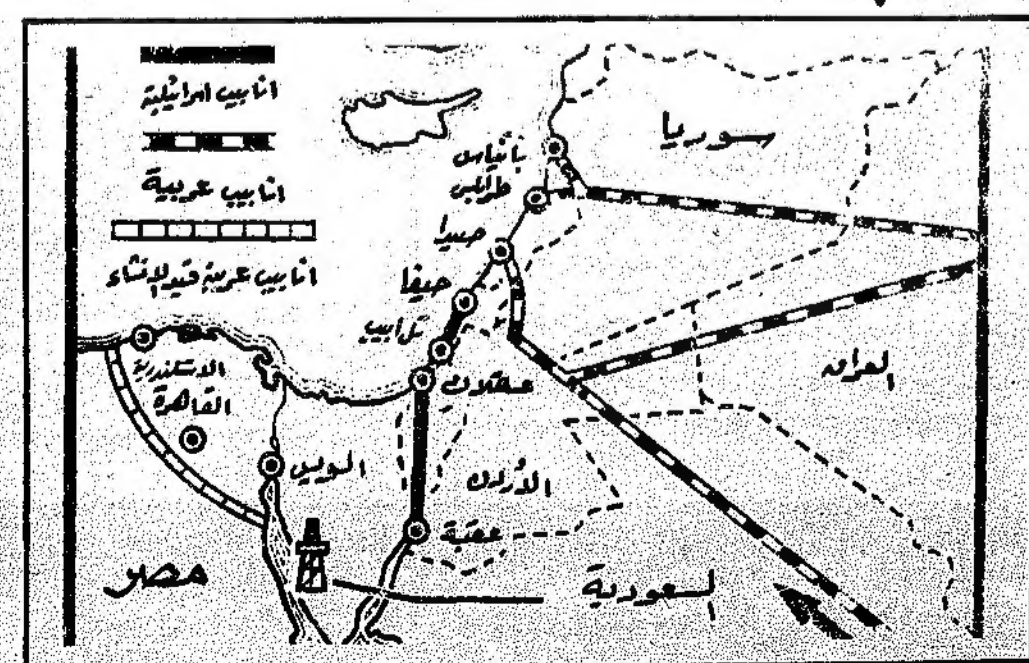 انابيب اسرائيلية
انابيب عربية
انابيب عربية قيد الانشاء
سوريا
بانياس
طرابلس
صيدا
حيفا
تل ابيب
عسقلان
العراق
الاسكندرية
القاهرة
السويس
الأردن
عقبة
مصر
السعودية